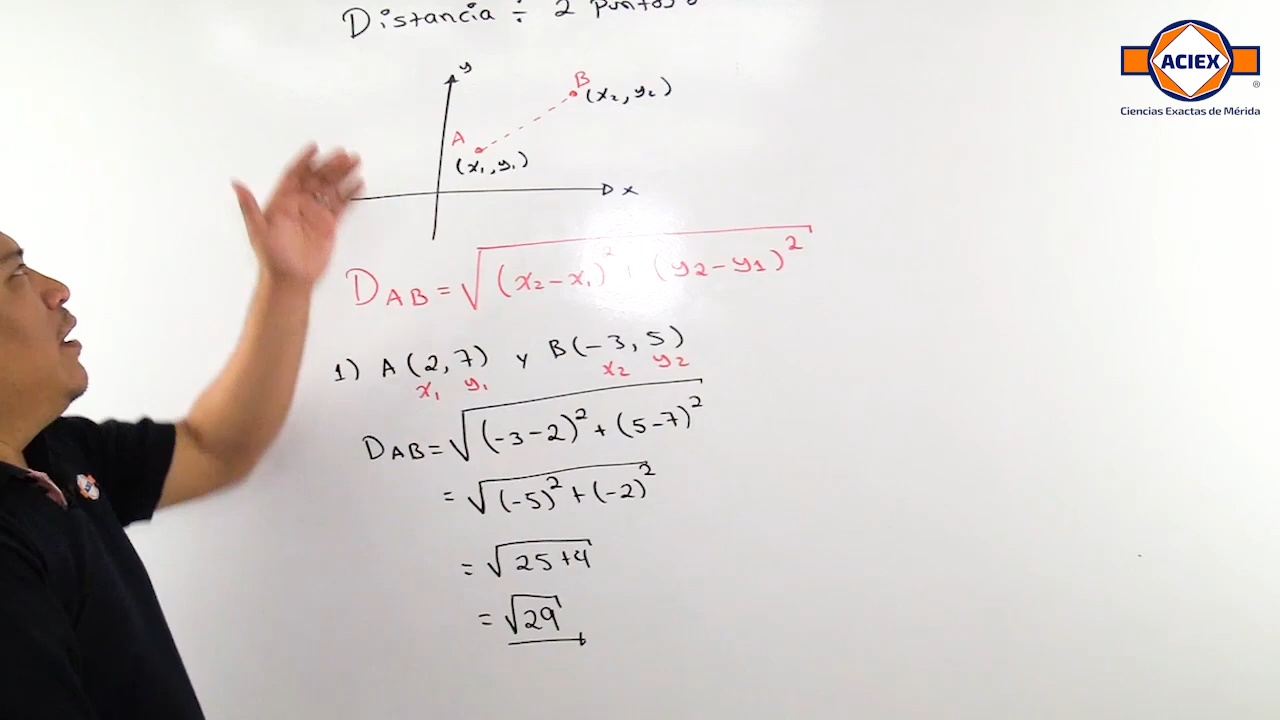 Distancia ÷ 2 puntos
y
B
(x₂, y₂)
A
(x₁, y₁)
x
D_AB = √((x₂-x₁)² + (y₂-y₁)²)
1) A(2,7) y B(-3,5)
x₁ y₁ x₂ y₂
D_AB = √((-3-2)² + (5-7)²)
= √((-5)² + (-2)²)
= √(25+4)
= √29
ACIEX
®
Ciencias Exactas de Mérida